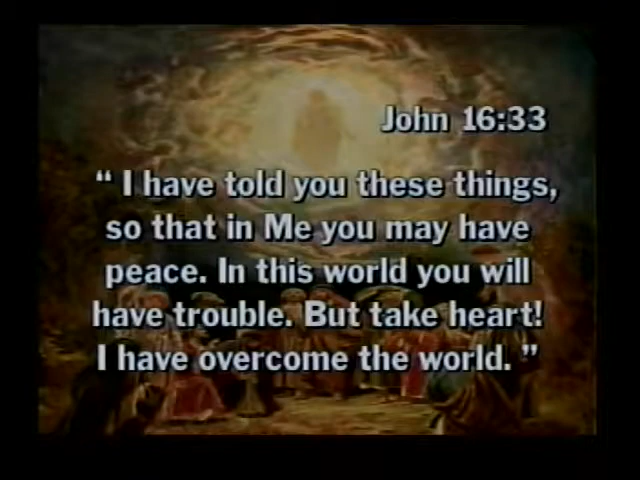 John 16:33
“ I have told you these things,
so that in Me you may have
peace. In this world you will
have trouble. But take heart!
I have overcome the world. ”